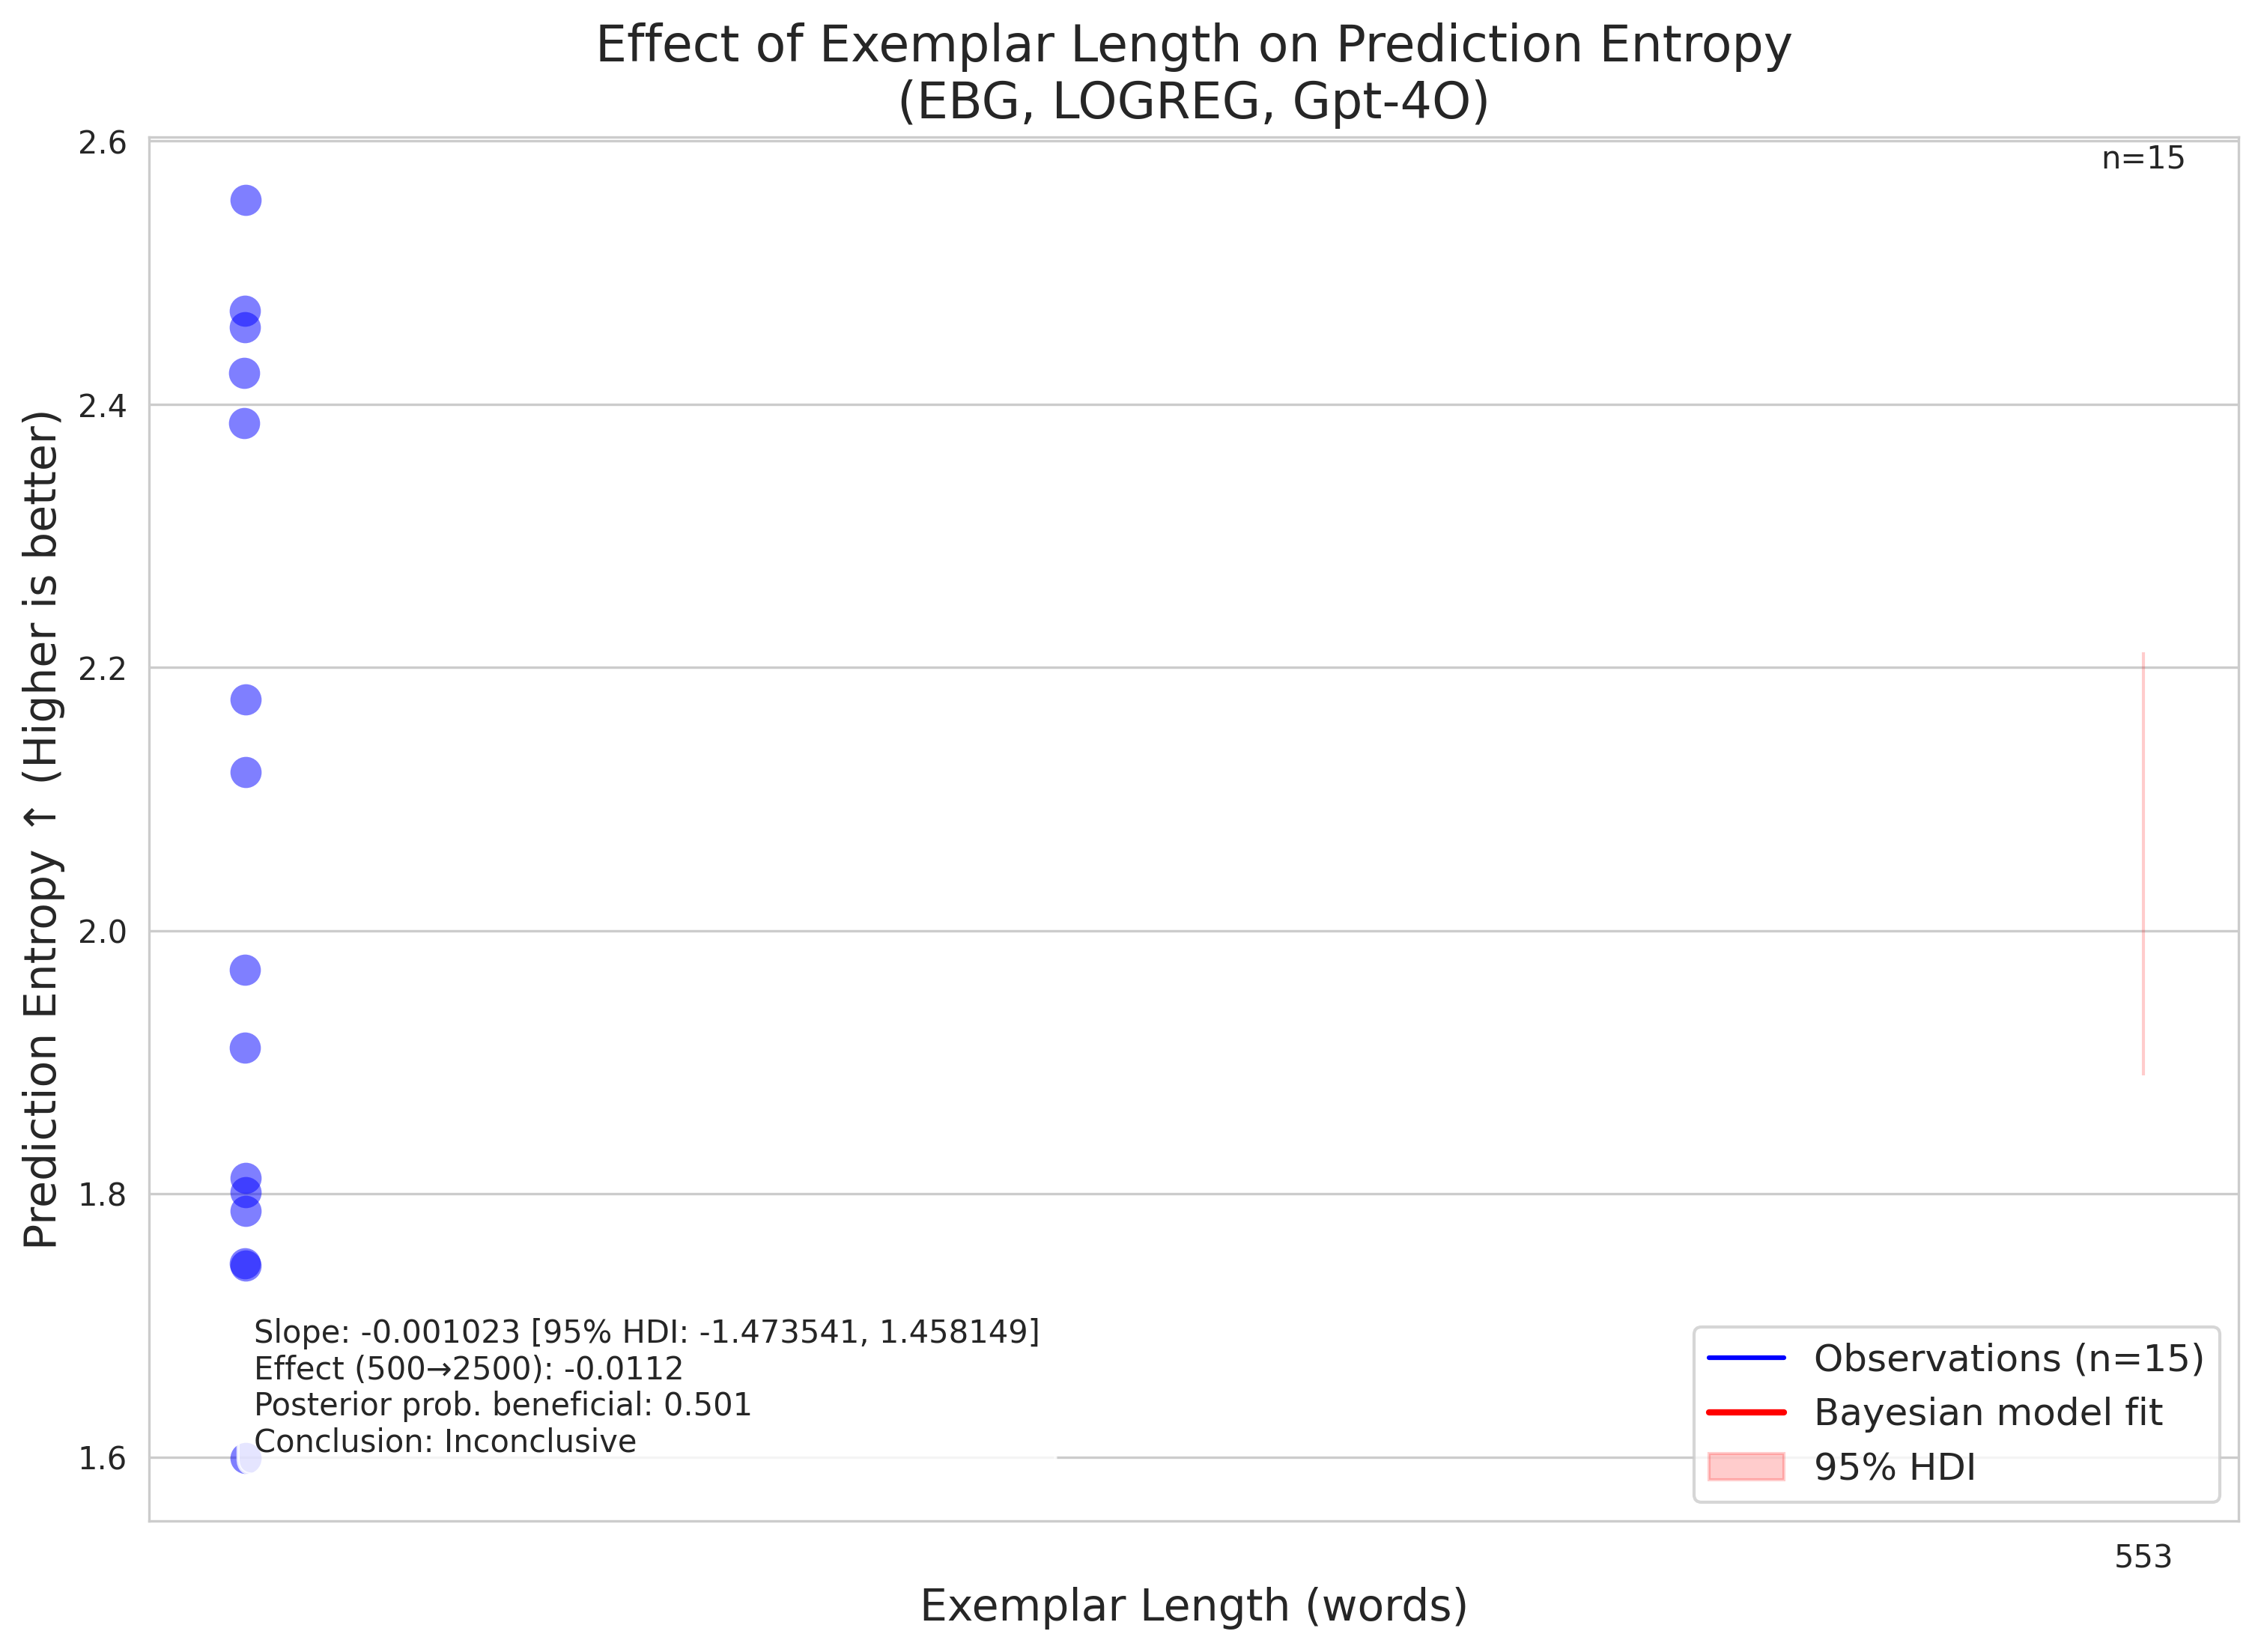 Effect of Exemplar Length on Prediction Entropy
(EBG, LOGREG, Gpt-4O)
Prediction Entropy ↑ (Higher is better)
2.6
2.4
2.2
2.0
1.8
1.6
n=15
Slope: -0.001023 [95% HDI: -1.473541, 1.458149]
Effect (500→2500): -0.0112
Posterior prob. beneficial: 0.501
Conclusion: Inconclusive
Observations (n=15)
Bayesian model fit
95% HDI
553
Exemplar Length (words)